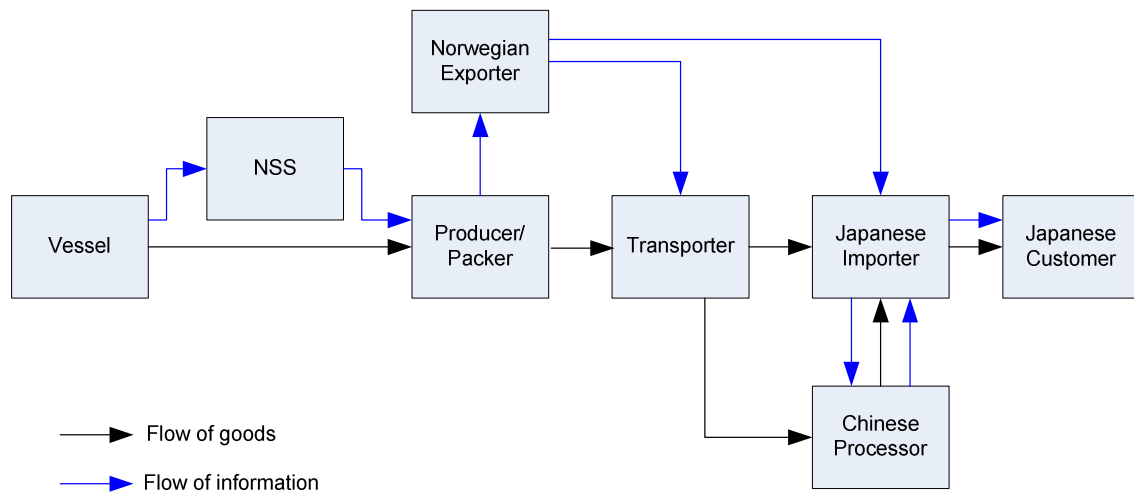 Norwegian
Exporter
NSS
Vessel
Producer/
Packer
Transporter
Japanese
Importer
Japanese
Customer
Chinese
Processor
Flow of goods
Flow of information